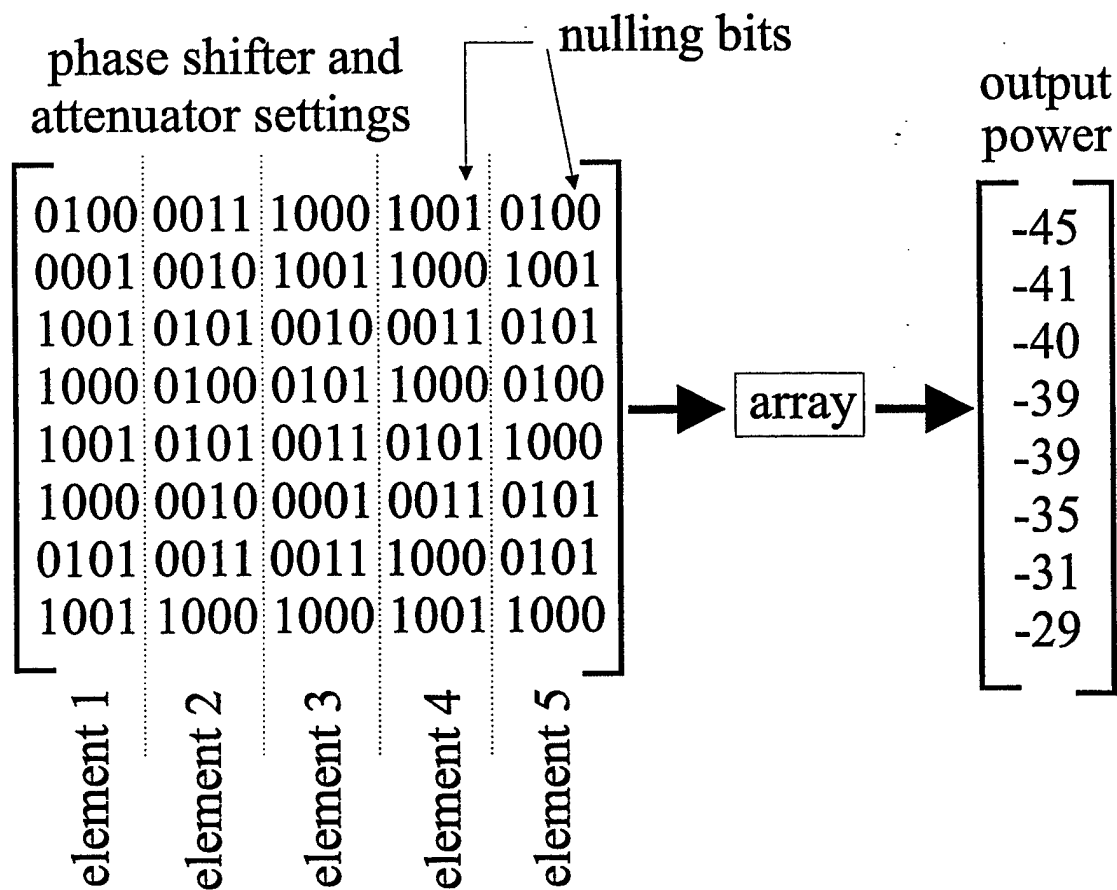 phase shifter and
attenuator settings
nulling bits
output
power
0100 0011 1000 1001 0100
0001 0010 1001 1000 1001
1001 0101 0010 0011 0101
1000 0100 0101 1000 0100
1001 0101 0011 0101 1000
1000 0010 0001 0011 0101
0101 0011 0011 1000 0101
1001 1000 1000 1001 1000
array
-45
-41
-40
-39
-39
-35
-31
-29
element 1
element 2
element 3
element 4
element 5